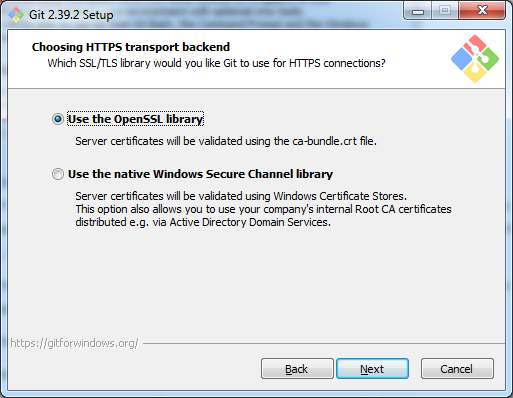 Git 2.39.2 Setup
Choosing HTTPS transport backend
Which SSL/TLS library would you like Git to use for HTTPS connections?
Use the OpenSSL library
Server certificates will be validated using the ca-bundle.crt file.
Use the native Windows Secure Channel library
Server certificates will be validated using Windows Certificate Stores.
This option also allows you to use your company's internal Root CA certificates
distributed e.g. via Active Directory Domain Services.
https://gitforwindows.org/
Back
Next
Cancel